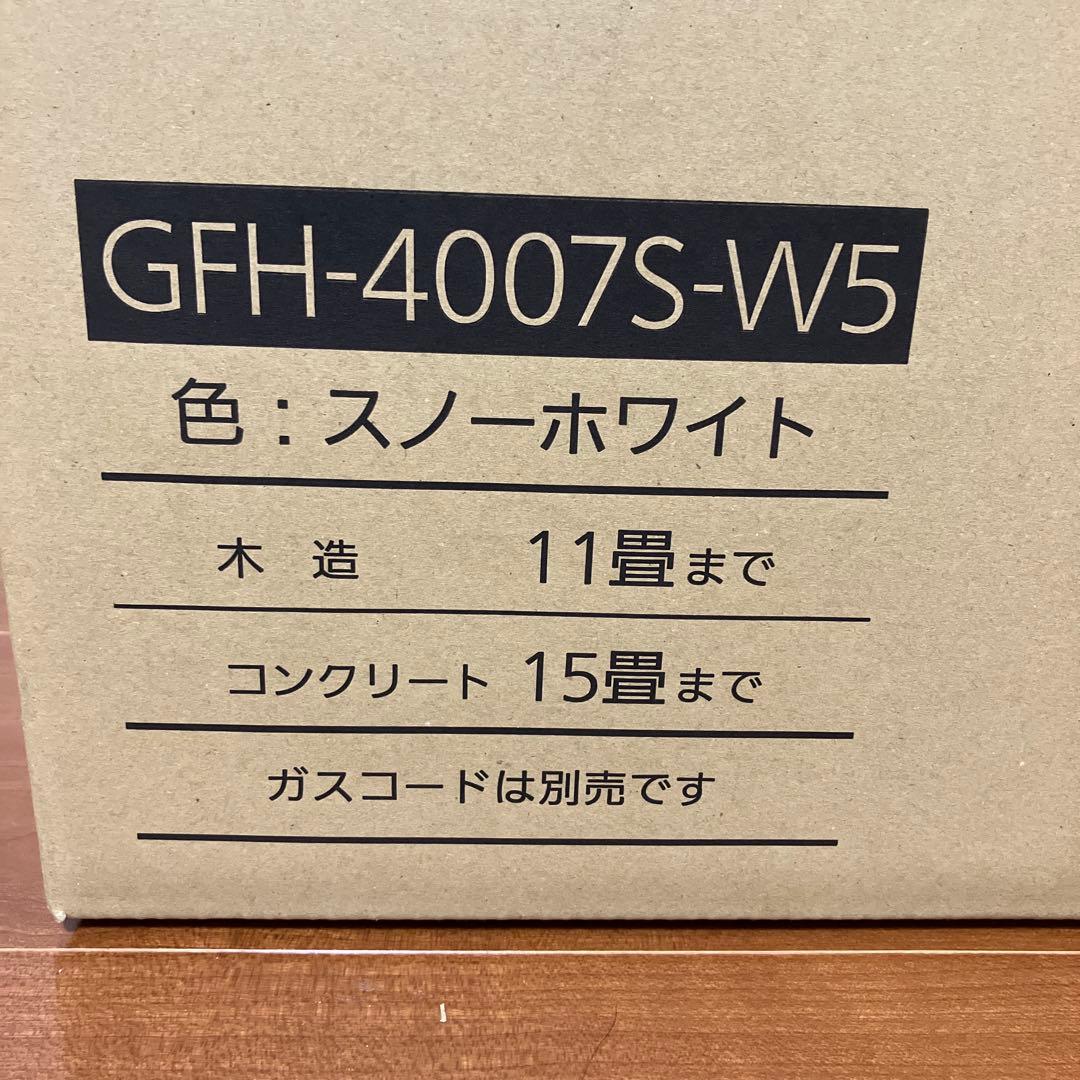 GFH-4007S-W5
色:スノーホワイト
木 造 11畳まで
コンクリート 15畳まで
ガスコードは別売です